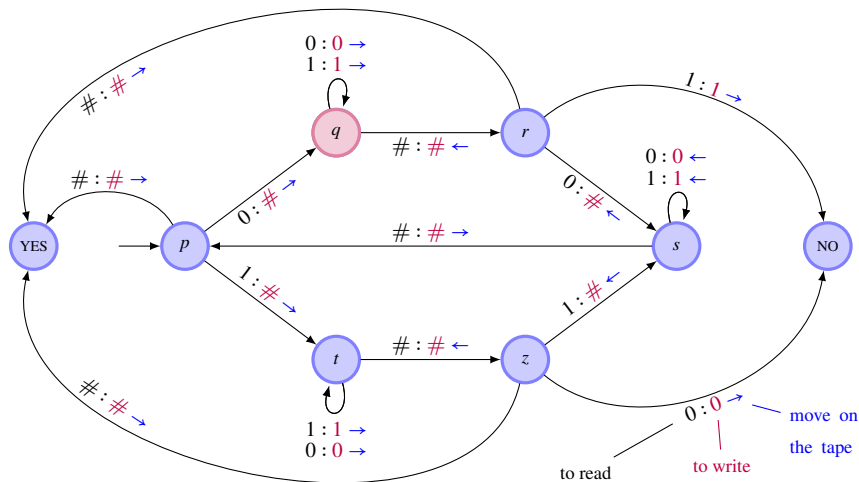 0 : 0 →
1 : 1 →
# : # →
1 : 1 →
q
r
# : # ←
0 : 0 ←
1 : 1 ←
# : # →
0 : # →
0 : # ←
YES
p
# : # →
s
NO
1 : # →
1 : # ←
t
# : # ←
z
# : # →
1 : 1 →
0 : 0 →
0 : 0 →
move on
the tape
to read
to write